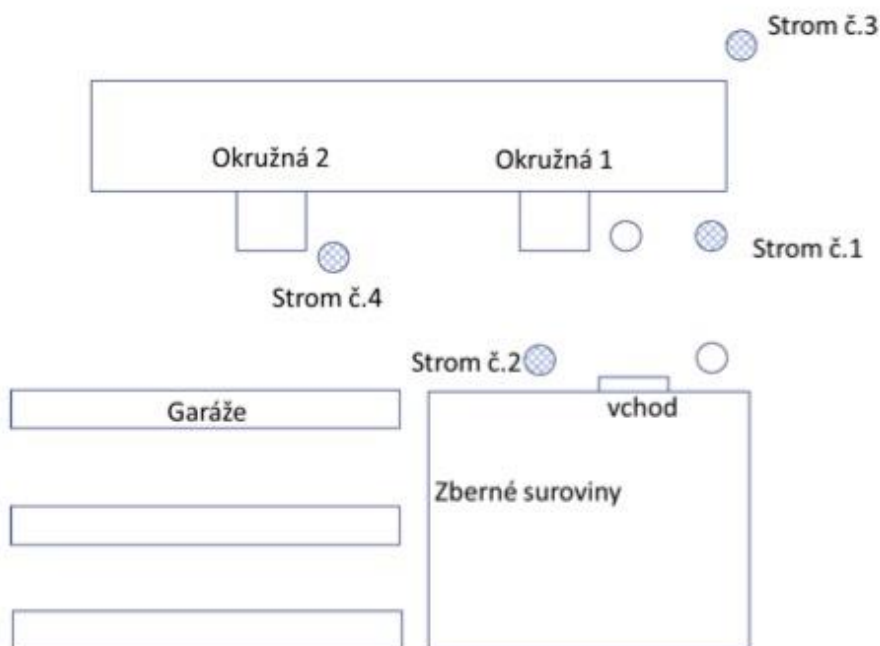 Strom č.3
Okružná 2
Okružná 1
Strom č.1
Strom č.4
Strom č.2
Garáže
vchod
Zberné suroviny